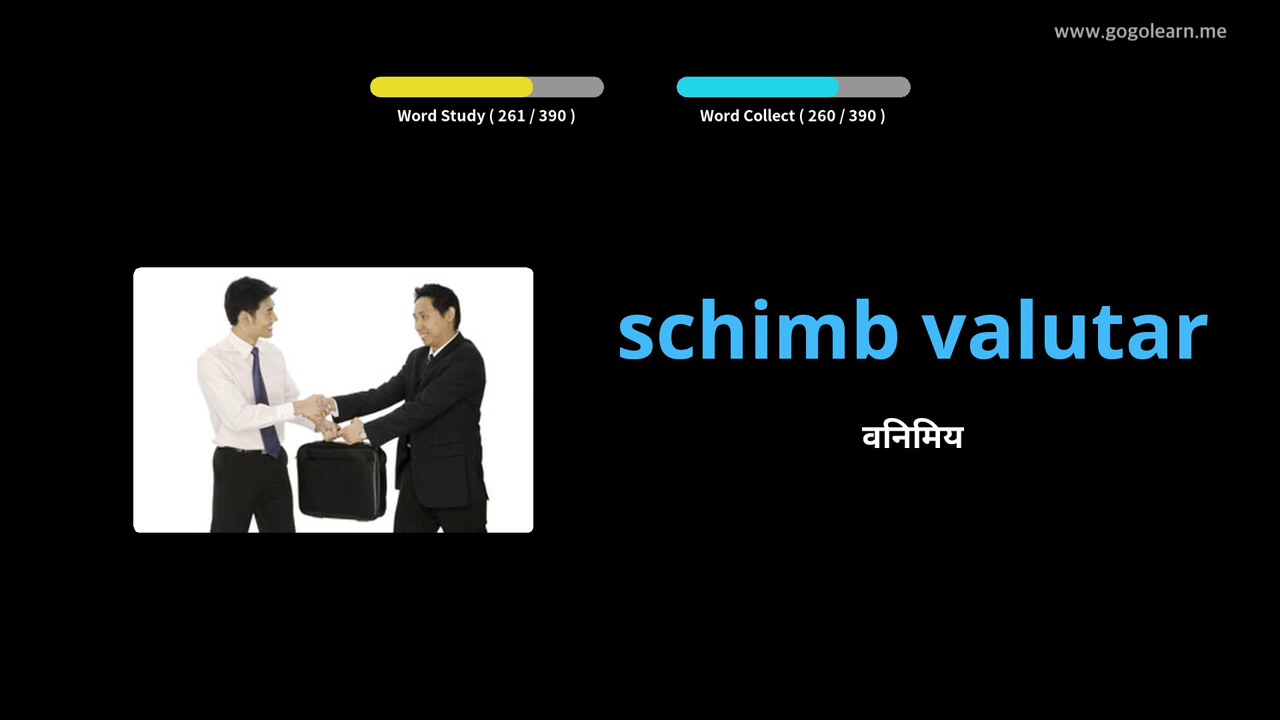 www.gogolearn.me
Word Study ( 261 / 390 )
Word Collect ( 260 / 390 )
schimb valutar
वनिमिय